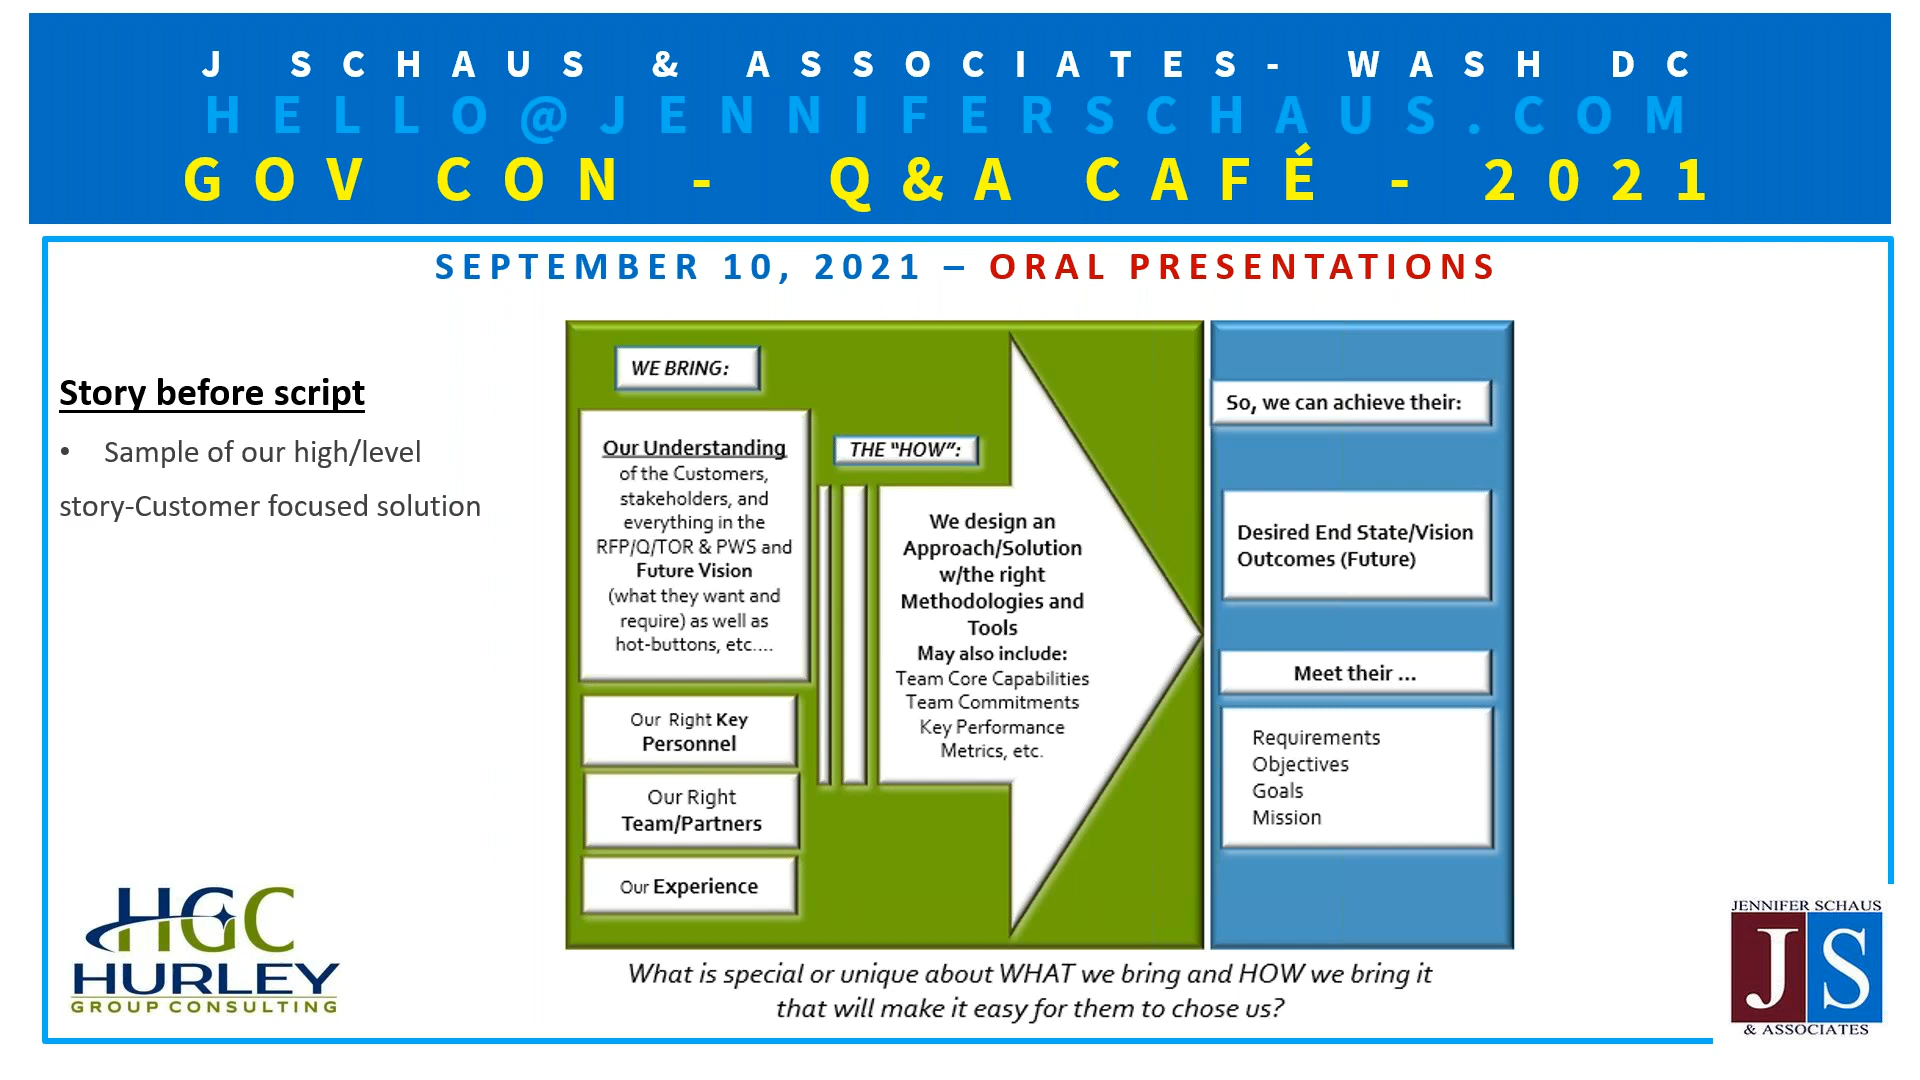 J SCHAUS & ASSOCIATES- WASH DC
HELLO@JENNIFERSCHAUS.COM
GOV CON - Q&A CAFÉ - 2021
SEPTEMBER 10, 2021 – ORAL PRESENTATIONS
Story before script
• Sample of our high/level
story-Customer focused solution
WE BRING:
Our Understanding
of the Customers,
stakeholders, and
everything in the
RFP/Q/TOR & PWS and
Future Vision
(what they want and
require) as well as
hot-buttons, etc....
Our Right Key
Personnel
Our Right
Team/Partners
Our Experience
THE "HOW":
We design an
Approach/Solution
w/the right
Methodologies and
Tools
May also include:
Team Core Capabilities
Team Commitments
Key Performance
Metrics, etc.
So, we can achieve their:
Desired End State/Vision
Outcomes (Future)
Meet their ...
Requirements
Objectives
Goals
Mission
What is special or unique about WHAT we bring and HOW we bring it
that will make it easy for them to chose us?
HGC
HURLEY
GROUP CONSULTING
JENNIFER SCHAUS
JS
& ASSOCIATES